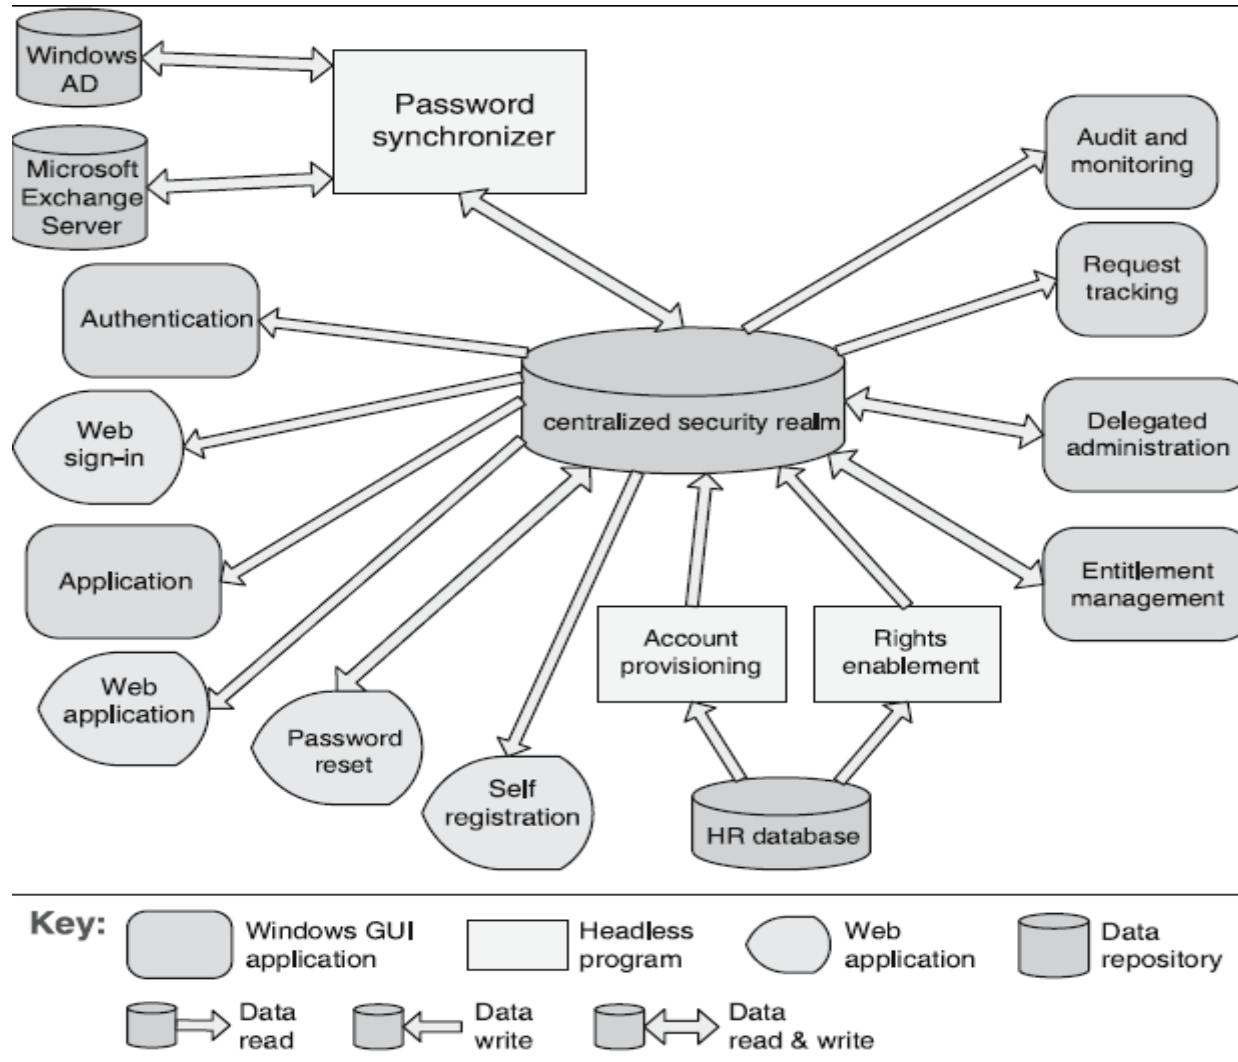 Windows
AD
Password
synchronizer
Microsoft
Exchange
Server
Audit and
monitoring
Request
tracking
Authentication
centralized security realm
Web
sign-in
Delegated
administration
Application
Entitlement
management
Account
provisioning
Rights
enablement
Web
application
Password
reset
Self
registration
HR database
Key:
Windows GUI
application
Headless
program
Web
application
Data
repository
Data
read
Data
write
Data
read & write